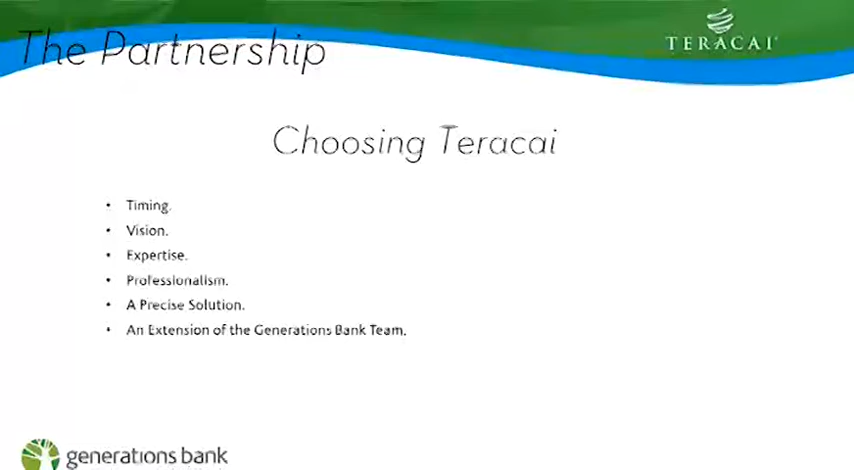 The Partnership
TERACAI
Choosing Teracai
• Timing.
• Vision.
• Expertise.
• Professionalism.
• A Precise Solution.
• An Extension of the Generations Bank Team.
generations bank